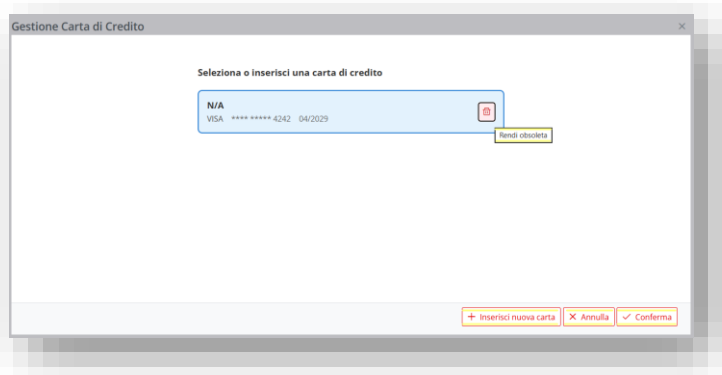 Gestione Carta di Credito
Seleziona o inserisci una carta di credito
N/A
VISA **** ***** 4242 04/2029
Rendi obsoleta
Inserisci nuova carta Annulla Conferma